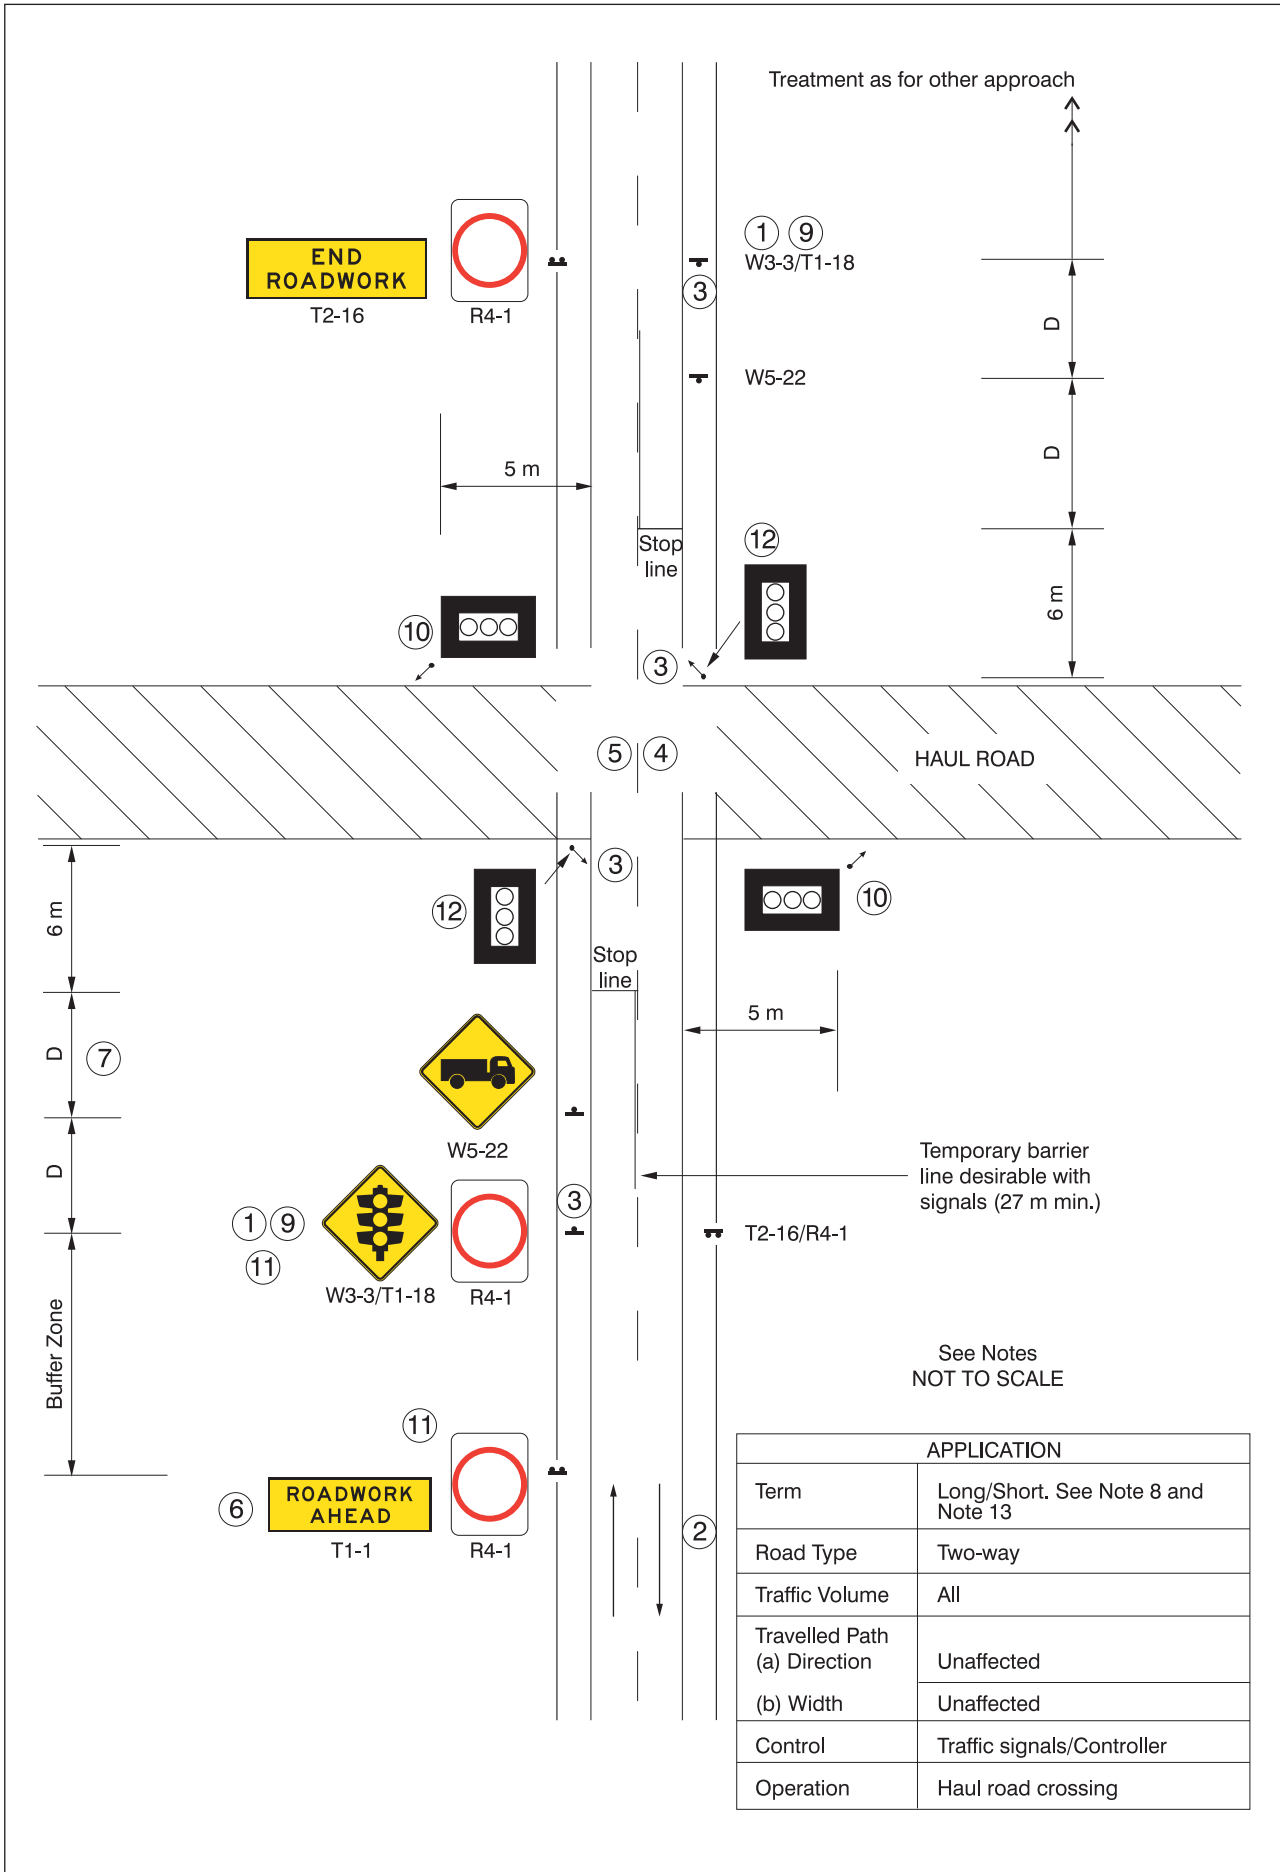 Treatment as for other approach
1 9
W3-3/T1-18
END
ROADWORK
T2-16
R4-1
3
D
W5-22
D
5 m
Stop
line
12
6 m
10
3
5 4
HAUL ROAD
3
12
10
6 m
Stop
line
5 m
D
7
W5-22
Temporary barrier
line desirable with
signals (27 m min.)
D
3
1 9
11
W3-3/T1-18
R4-1
T2-16/R4-1
Buffer Zone
See Notes
NOT TO SCALE
11
6
ROADWORK
AHEAD
T1-1
R4-1
2
APPLICATION
Term Long/Short. See Note 8 and
Note 13
Road Type Two-way
Traffic Volume All
Travelled Path
(a) Direction Unaffected
(b) Width Unaffected
Control Traffic signals/Controller
Operation Haul road crossing